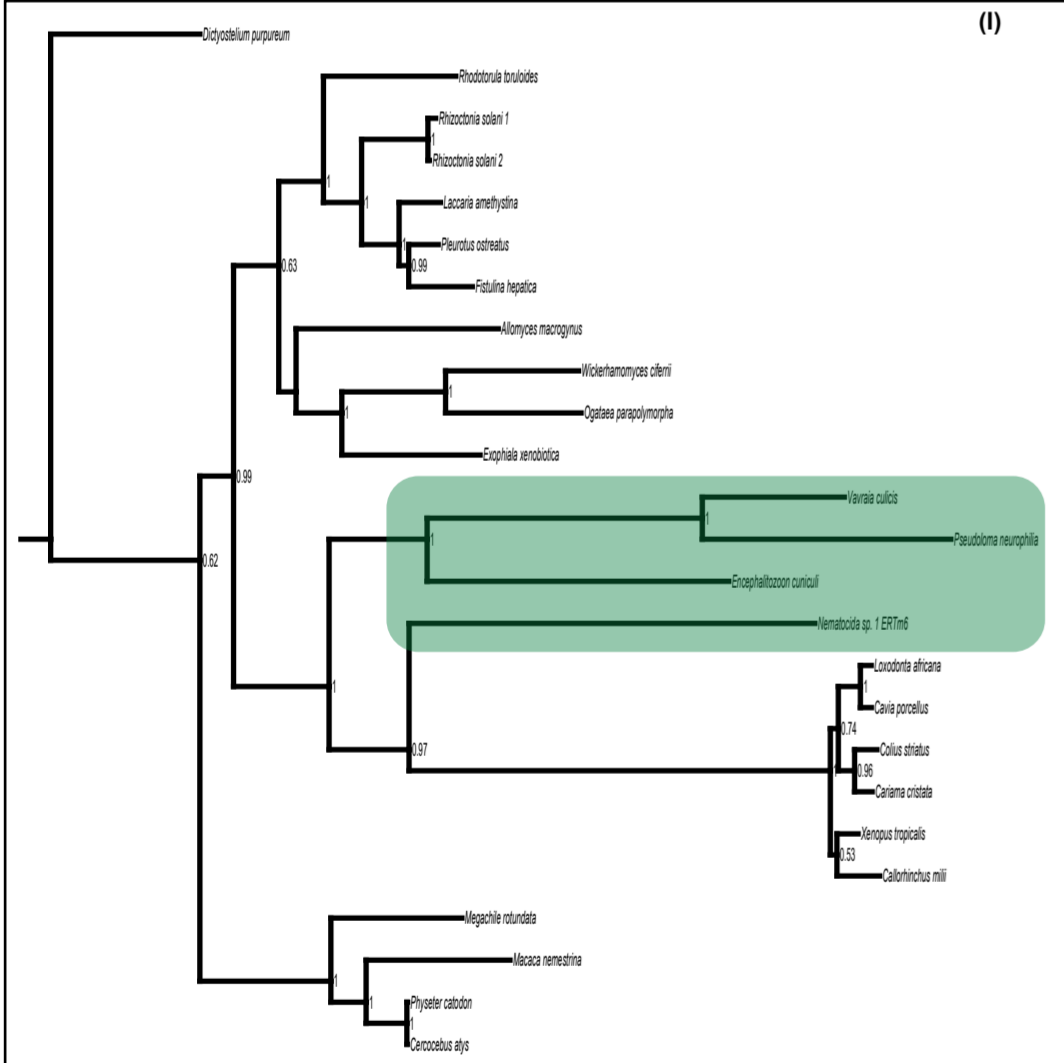 (I)
Dictyostelium purpureum
Rhodotorula toruloides
Rhizoctonia solani 1
1
Rhizoctonia solani 2
1
Laccaria amethystina
1
Pleurotus ostreatus
1
0.99
0.63
Fistulina hepatica
Allomyces macrogynus
Wickerhamomyces ciferrii
1
Ogataea parapolymorpha
1
Exophiala xenobiotica
0.99
Vavraia culicis
1
Pseudoloma neurophilia
1
0.62
Encephalitozoon cuniculi
Nematocida sp. 1 ERTm6
Loxodonta africana
1
1
Cavia porcellus
0.74
Colius striatus
0.97
1
0.96
Cariama cristata
Xenopus tropicalis
0.53
Callorhinchus milii
Megachile rotundata
Macaca nemestrina
1
1
Physeter catodon
1
Cercocebus atys